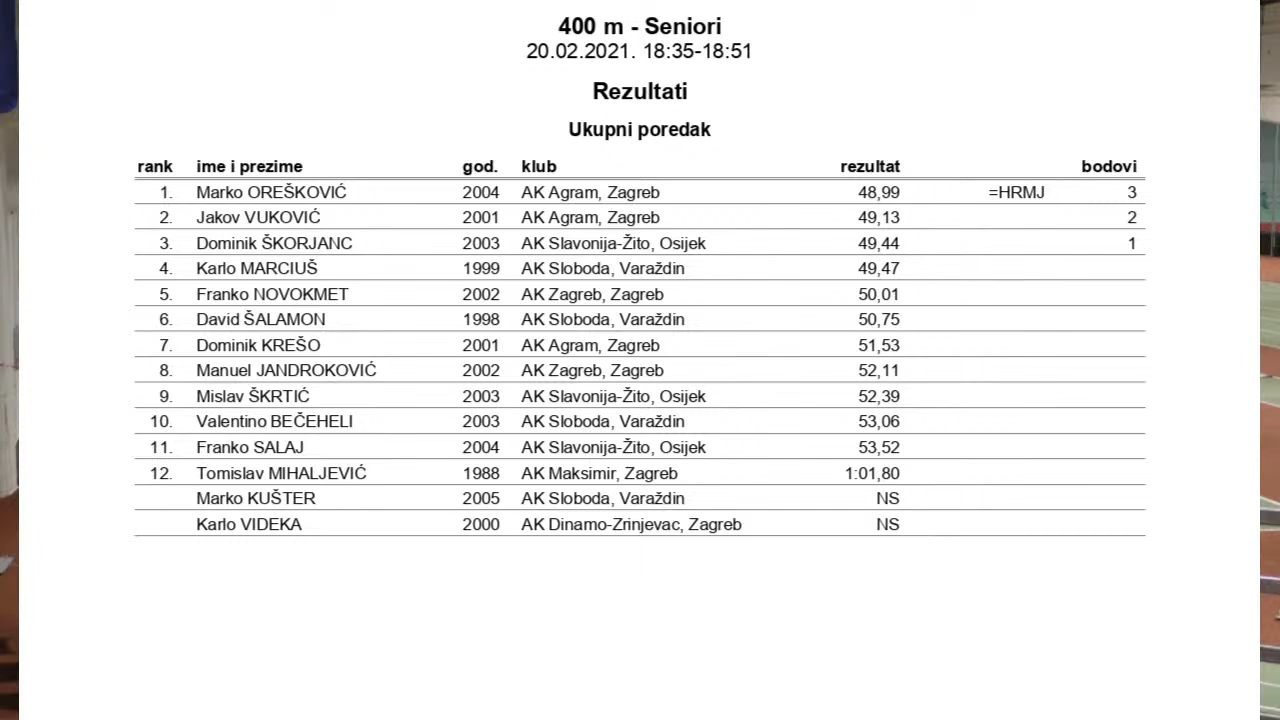 400 m - Seniori
20.02.2021. 18:35-18:51
Rezultati
Ukupni poredak
rank ime i prezime god. klub rezultat bodovi
1. Marko OREŠKOVIĆ 2004 AK Agram, Zagreb 48,99 =HRMJ 3
2. Jakov VUKOVIĆ 2001 AK Agram, Zagreb 49,13 2
3. Dominik ŠKORJANC 2003 AK Slavonija-Žito, Osijek 49,44 1
4. Karlo MARCIUŠ 1999 AK Sloboda, Varaždin 49,47
5. Franko NOVOKMET 2002 AK Zagreb, Zagreb 50,01
6. David ŠALAMON 1998 AK Sloboda, Varaždin 50,75
7. Dominik KREŠO 2001 AK Agram, Zagreb 51,53
8. Manuel JANDROKOVIĆ 2002 AK Zagreb, Zagreb 52,11
9. Mislav ŠKRTIĆ 2003 AK Slavonija-Žito, Osijek 52,39
10. Valentino BEČEHELI 2003 AK Sloboda, Varaždin 53,06
11. Franko SALAJ 2004 AK Slavonija-Žito, Osijek 53,52
12. Tomislav MIHALJEVIĆ 1988 AK Maksimir, Zagreb 1:01,80
Marko KUŠTER 2005 AK Sloboda, Varaždin NS
Karlo VIDEKA 2000 AK Dinamo-Zrinjevac, Zagreb NS